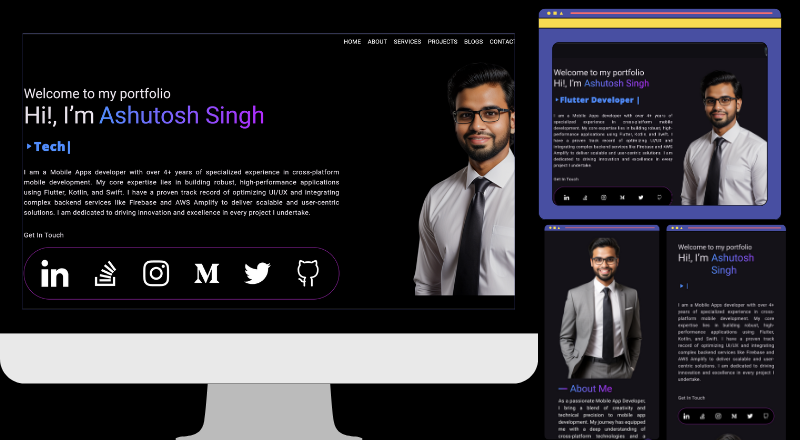 HOME ABOUT SERVICES PROJECTS BLOGS CONTACT
Welcome to my portfolio
Hi!, I'm Ashutosh Singh
Tech|
I am a Mobile Apps developer with over 4+ years of specialized experience in cross-platform
mobile development. My core expertise lies in building robust, high-performance applications
using Flutter, Kotlin, and Swift. I have a proven track record of optimizing UI/UX and integrating
complex backend services like Firebase and AWS Amplify to deliver scalable and user-centric
solutions. I am dedicated to driving innovation and excellence in every project I undertake.
Get In Touch
in
M
Welcome to my portfolio
Hi!, I'm Ashutosh Singh
Flutter Developer |
I am a Mobile Apps developer with over 4+ years of
specialized experience in cross-platform mobile
development. My core expertise lies in building robust, high-
performance applications using Flutter, Kotlin, and Swift. I
have a proven track record of optimizing UI/UX and
integrating complex backend services like Firebase and AWS
Amplify to deliver scalable and user-centric solutions. I am
dedicated to driving innovation and excellence in every
project I undertake.
Get In Touch
in
M
About Me
As a passionate Mobile App Developer,
I bring a blend of creativity and
technical precision to mobile app
development. My journey has equipped
me with a deep understanding of
cross-platform technologies and a
Welcome to my portfolio
Hi!, I'm Ashutosh
Singh
|
I am a Mobile Apps developer with over 4+
years of specialized experience in cross-
platform mobile development. My core
expertise lies in building robust, high-
performance applications using Flutter,
Kotlin, and Swift. I have a proven track
record of optimizing UI/UX and integrating
complex backend services like Firebase and
AWS Amplify to deliver scalable and user-
centric solutions. I am dedicated to driving
innovation and excellence in every project I
undertake.
Get In Touch
in
M